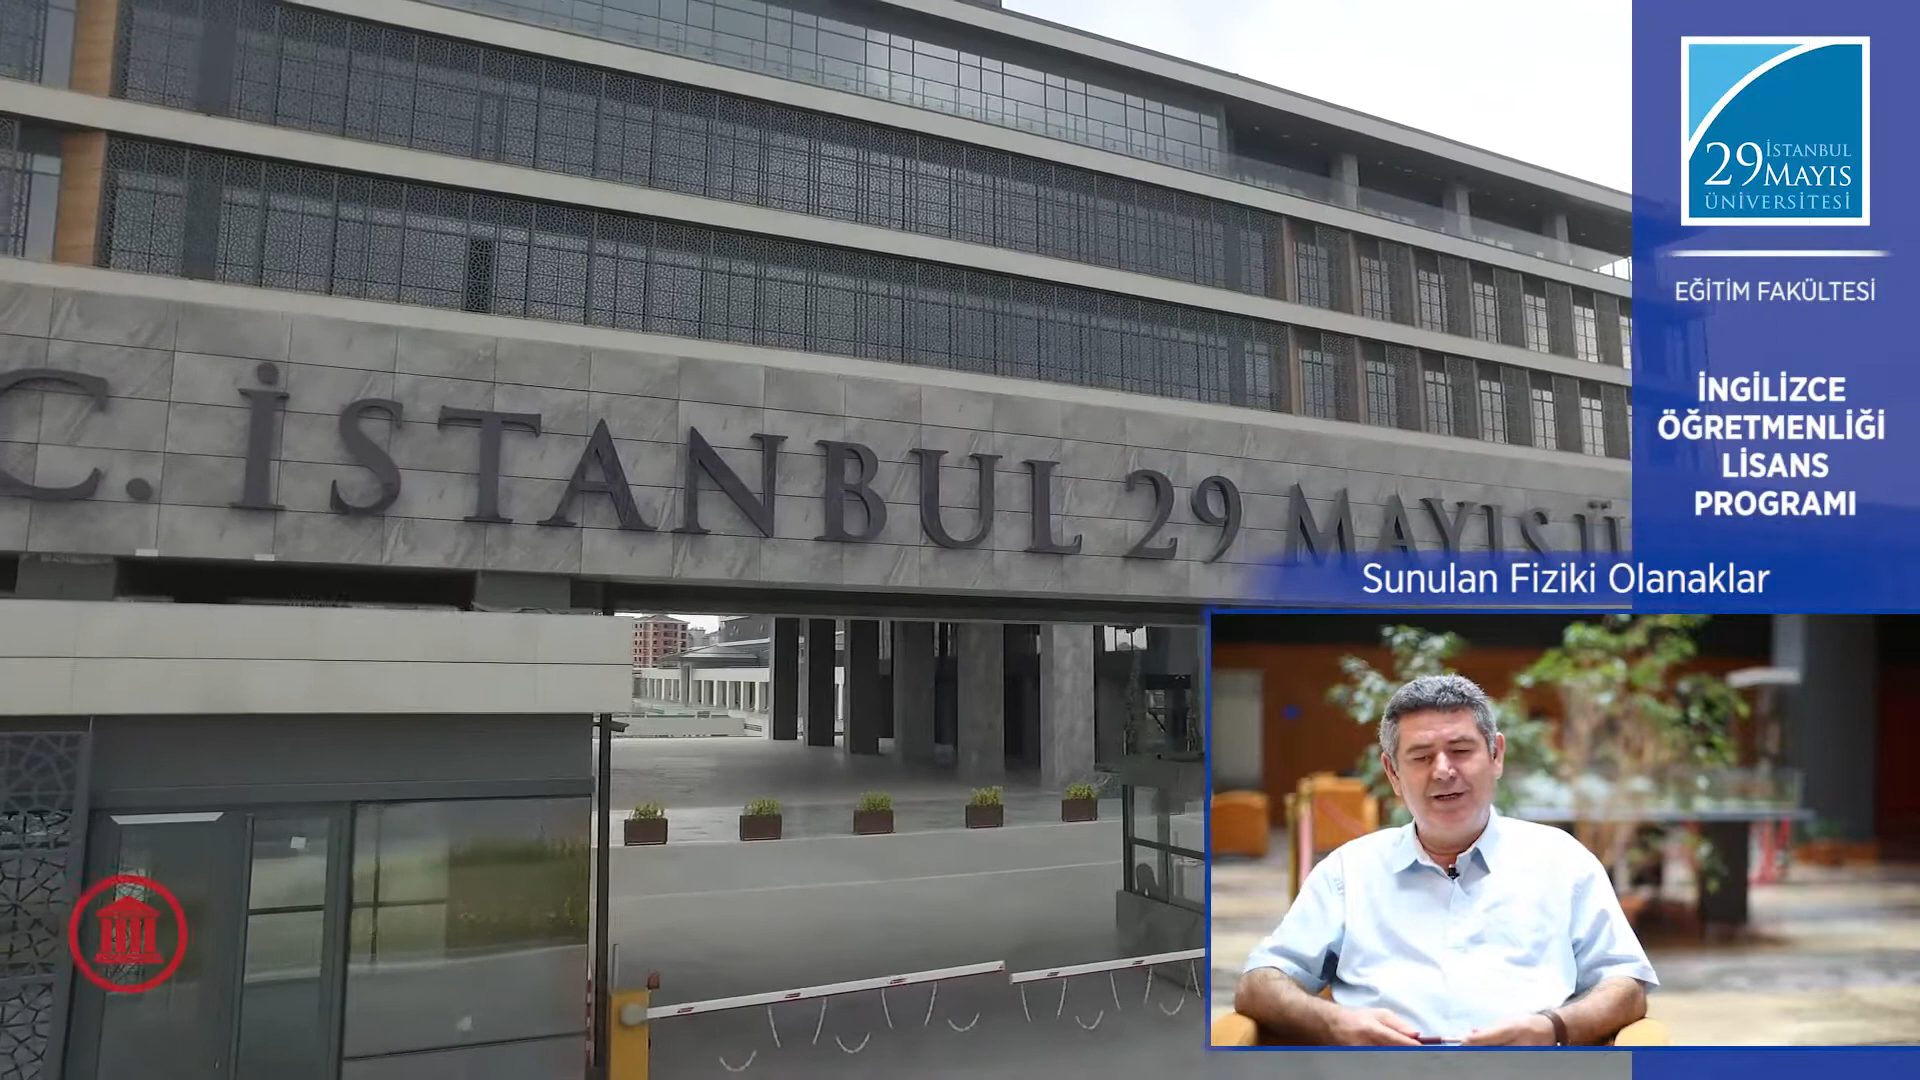 C. İSTANBUL 29 MAYIS Ü
29 İSTANBUL
MAYIS
ÜNİVERSİTESİ
EĞİTİM FAKÜLTESİ
İNGİLİZCE
ÖĞRETMENLİĞİ
LİSANS
PROGRAMI
Sunulan Fiziki Olanaklar